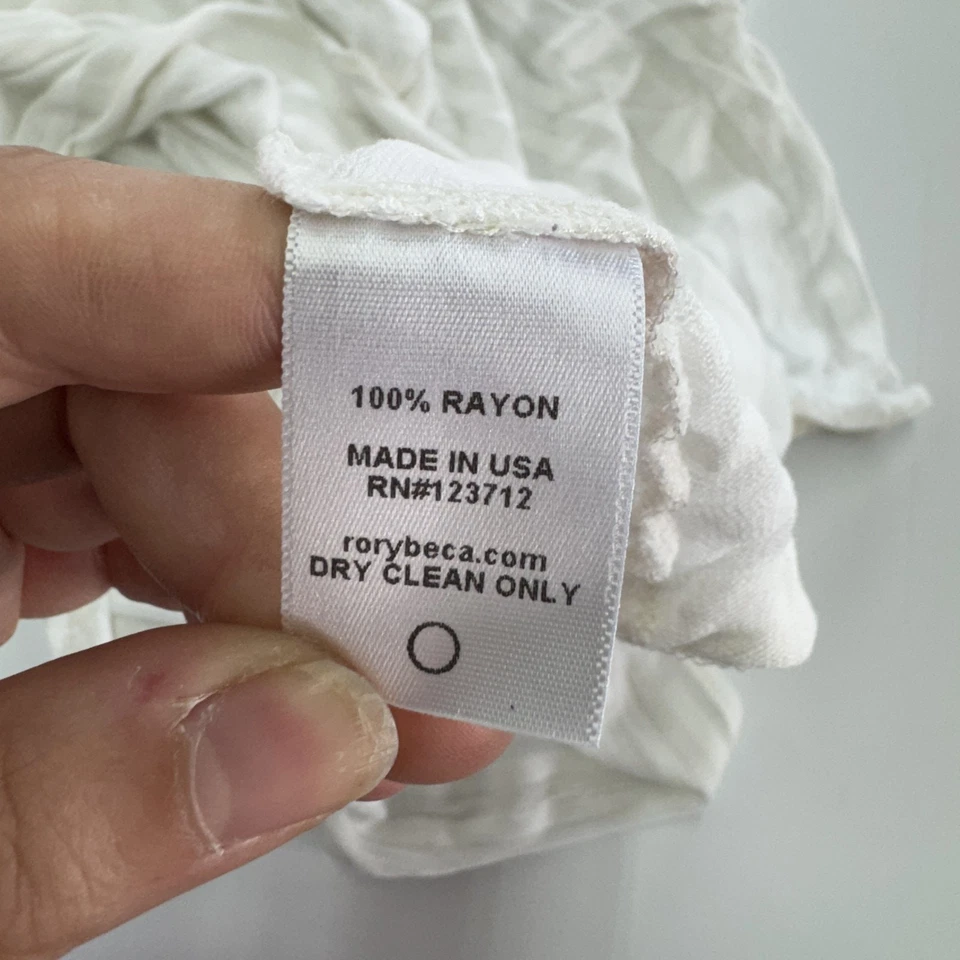 100% RAYON
MADE IN USA
RN#123712
rorybeca.com
DRY CLEAN ONLY